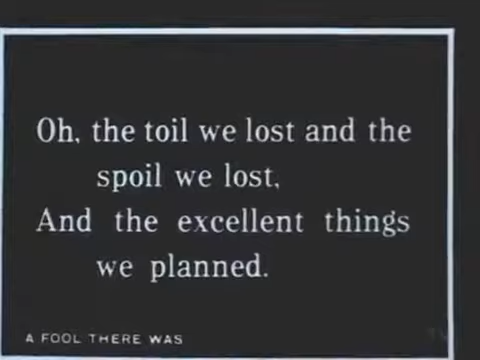 Oh, the toil we lost and the
spoil we lost,
And the excellent things
we planned.
A FOOL THERE WAS